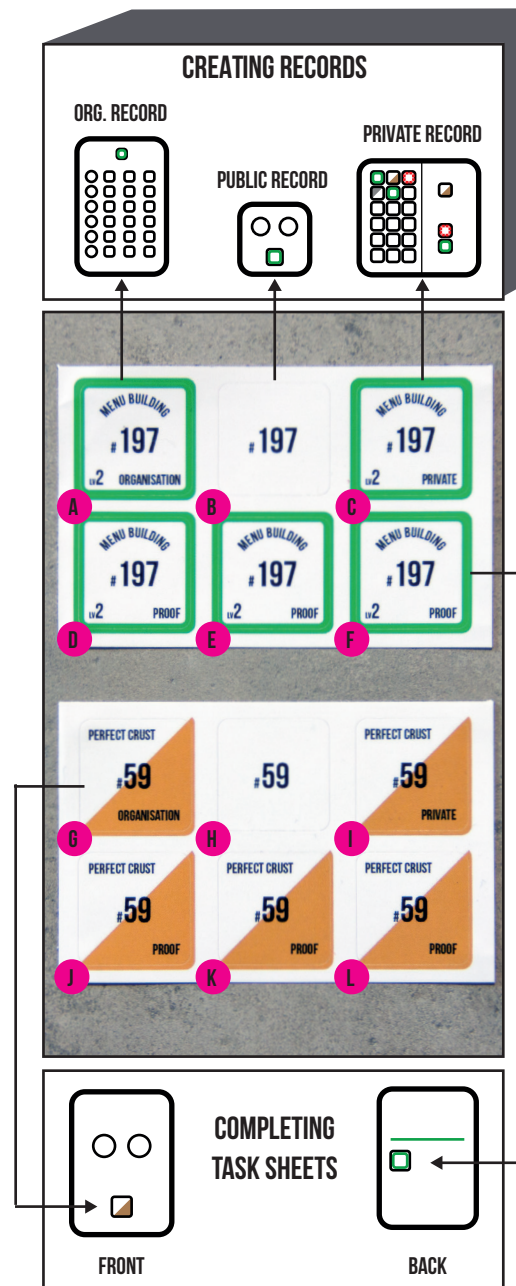 CREATING RECORDS
ORG. RECORD
PUBLIC RECORD
PRIVATE RECORD
MENU BUILDING
#197
LV2 ORGANISATION
A
#197
B
MENU BUILDING
#197
LV2 PRIVATE
C
MENU BUILDING
#197
LV2 PROOF
D
MENU BUILDING
#197
LV2 PROOF
E
MENU BUILDING
#197
LV2 PROOF
F
PERFECT CRUST
#59
ORGANISATION
G
#59
H
PERFECT CRUST
#59
PRIVATE
I
PERFECT CRUST
#59
PROOF
J
PERFECT CRUST
#59
PROOF
K
PERFECT CRUST
#59
PROOF
L
COMPLETING
TASK SHEETS
FRONT
BACK